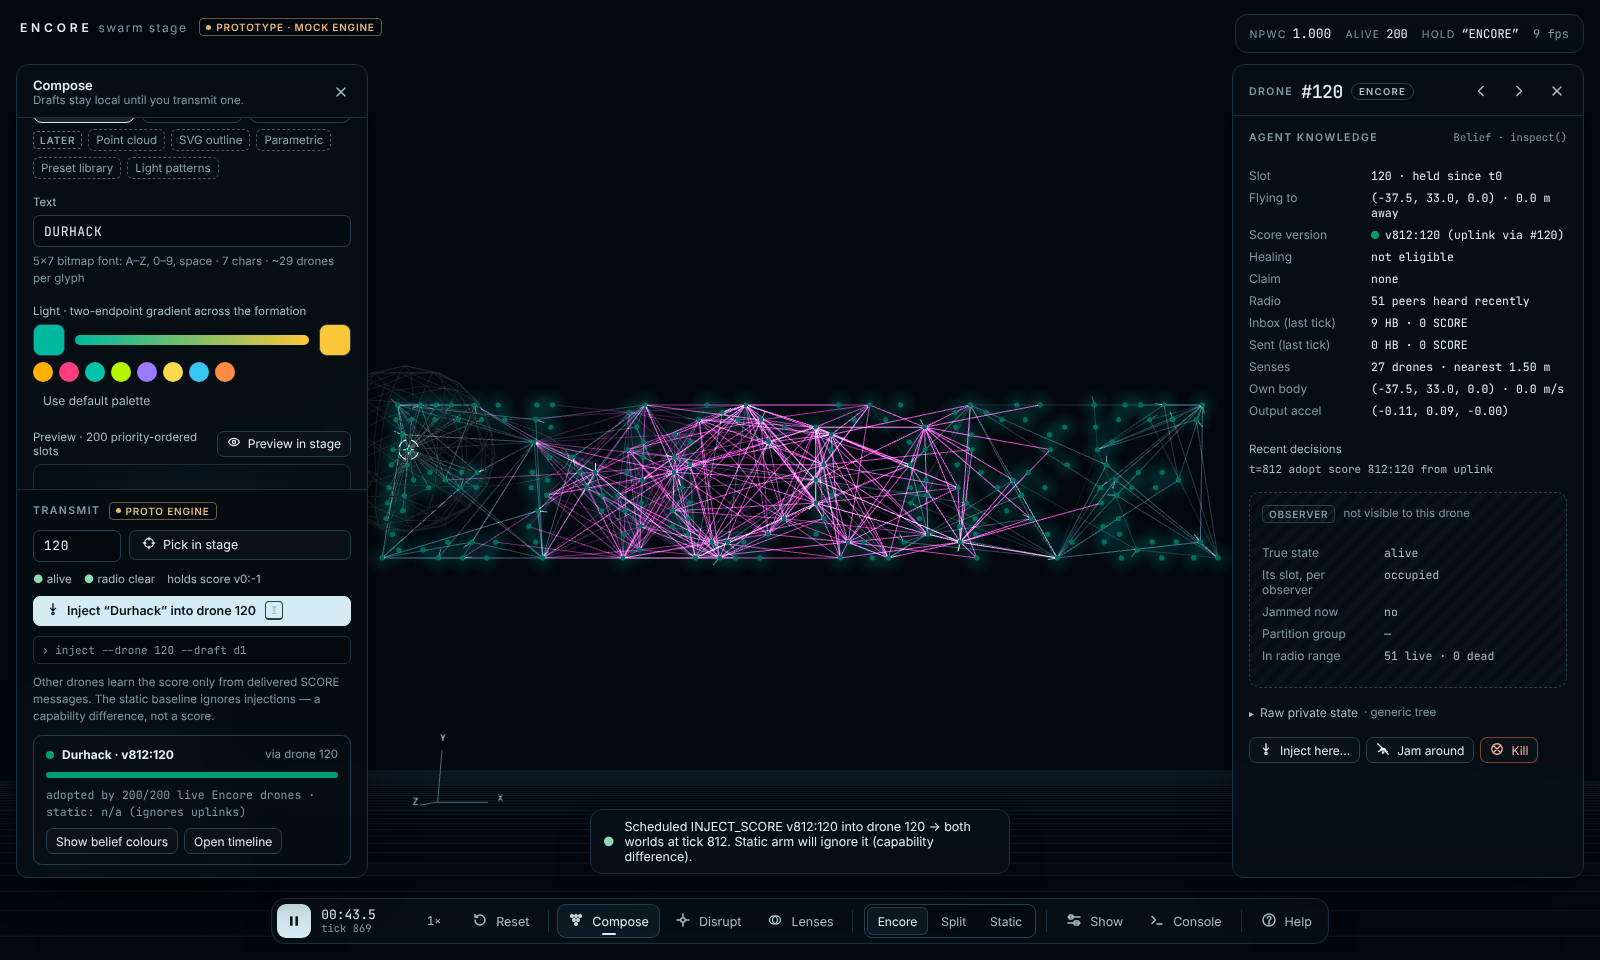 ENCORE swarm stage PROTOTYPE · MOCK ENGINE
NPWC 1.000 ALIVE 200 HOLD “ENCORE” 9 fps
Compose
Drafts stay local until you transmit one.
LATER Point cloud SVG outline Parametric
Preset library Light patterns
Text
DURHACK
5×7 bitmap font: A–Z, 0–9, space · 7 chars · ~29 drones
per glyph
Light · two-endpoint gradient across the formation
Use default palette
Preview · 200 priority-ordered
slots
Preview in stage
TRANSMIT PROTO ENGINE
120 Pick in stage
alive radio clear holds score v0:-1
Inject “Durhack” into drone 120 I
› inject --drone 120 --draft d1
Other drones learn the score only from delivered SCORE
messages. The static baseline ignores injections — a
capability difference, not a score.
Durhack · v812:120 via drone 120
adopted by 200/200 live Encore drones ·
static: n/a (ignores uplinks)
Show belief colours Open timeline
Y
Z X
Scheduled INJECT_SCORE v812:120 into drone 120 → both
worlds at tick 812. Static arm will ignore it (capability
difference).
DRONE #120 ENCORE
AGENT KNOWLEDGE Belief · inspect()
Slot 120 · held since t0
Flying to (-37.5, 33.0, 0.0) · 0.0 m
away
Score version v812:120 (uplink via #120)
Healing not eligible
Claim none
Radio 51 peers heard recently
Inbox (last tick) 9 HB · 0 SCORE
Sent (last tick) 0 HB · 0 SCORE
Senses 27 drones · nearest 1.50 m
Own body (-37.5, 33.0, 0.0) · 0.0 m/s
Output accel (-0.11, 0.09, -0.00)
Recent decisions
t=812 adopt score 812:120 from uplink
OBSERVER not visible to this drone
True state alive
Its slot, per
observer
occupied
Jammed now no
Partition group –
In radio range 51 live · 0 dead
▸ Raw private state · generic tree
Inject here… Jam around Kill
00:43.5
tick 869
1× Reset Compose Disrupt Lenses Encore Split Static Show Console Help